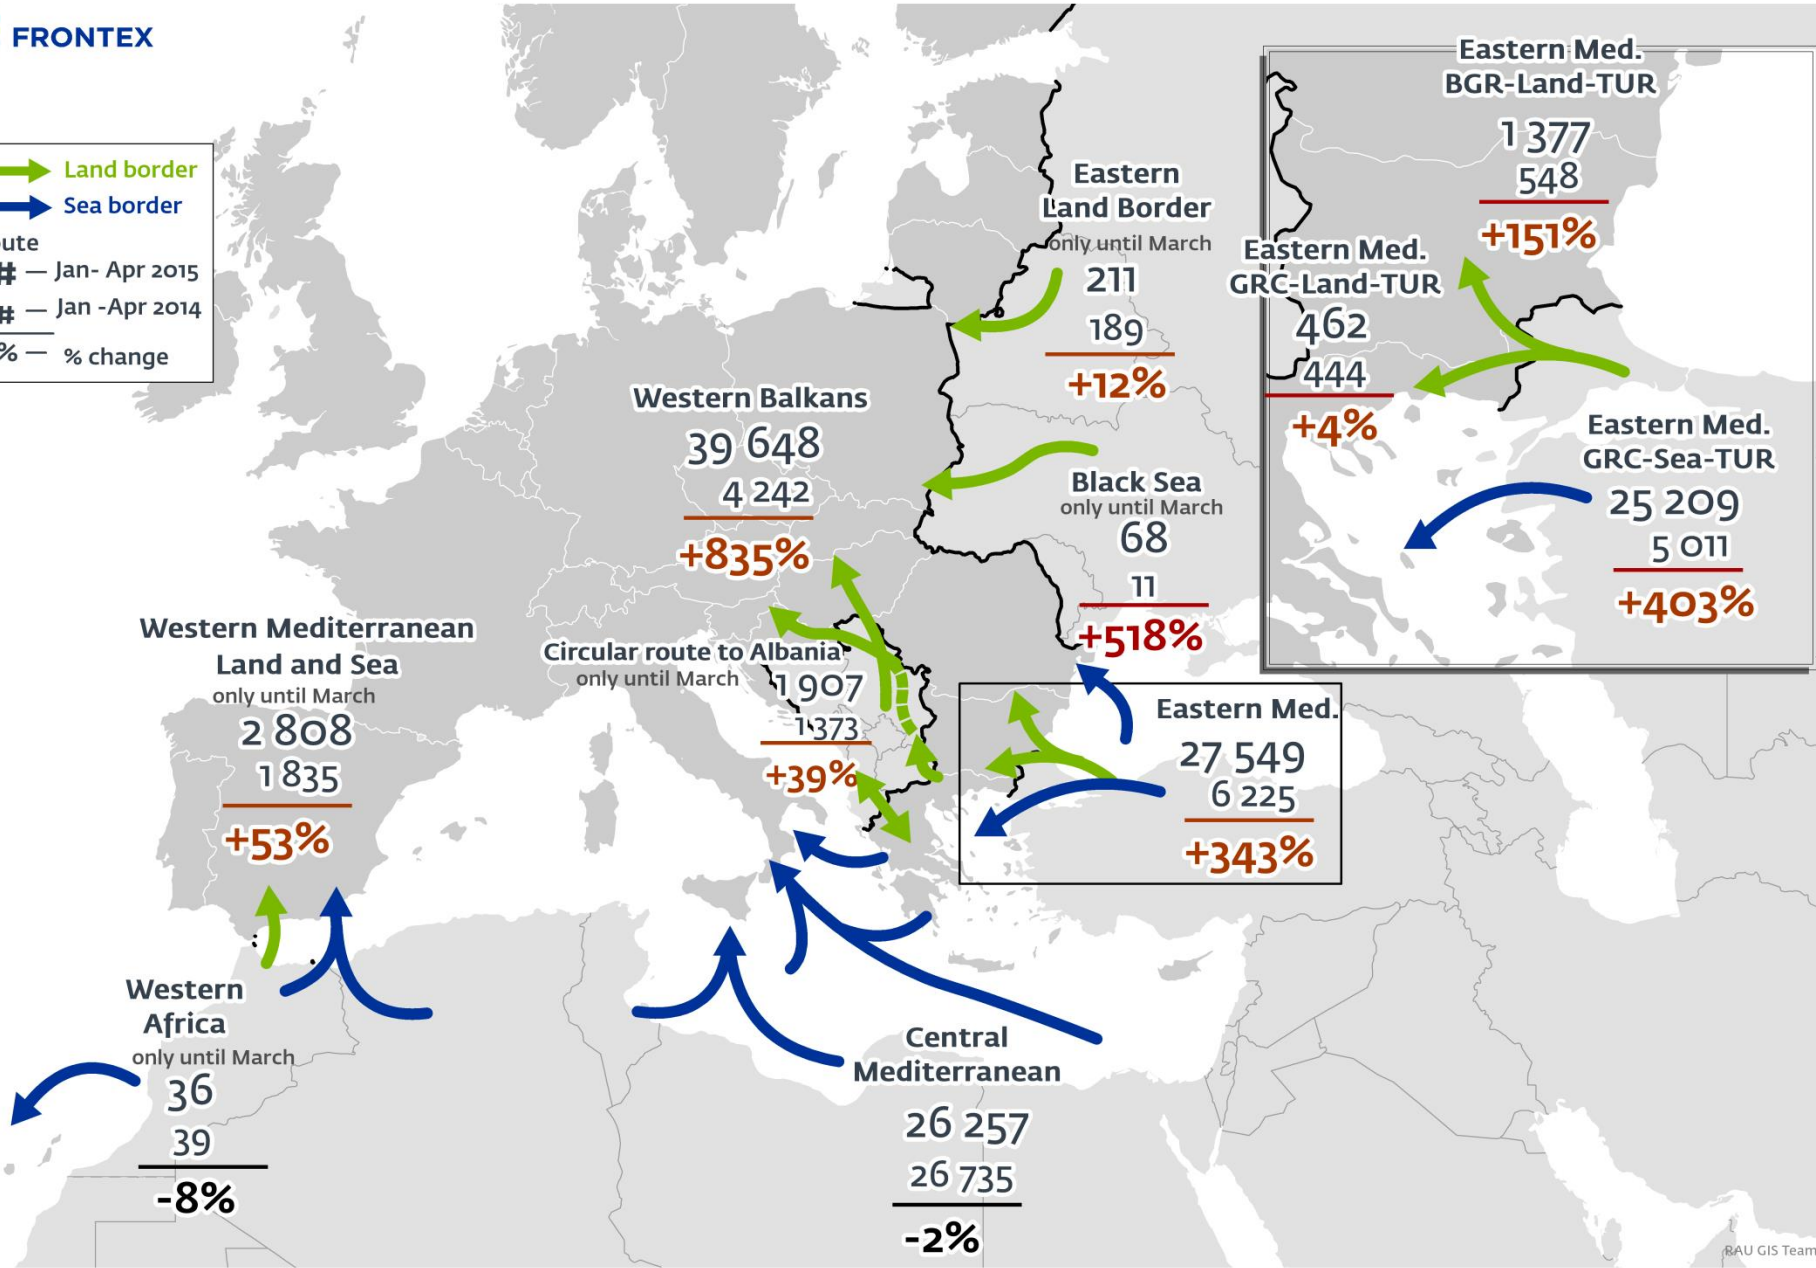 FRONTEX
Land border
Sea border
# — Jan- Apr 2015
# — Jan -Apr 2014
% — % change
Eastern
Land Border
only until March
211
189
+12%
Western Balkans
39 648
4 242
+835%
Black Sea
only until March
68
11
+518%
Western Mediterranean
Land and Sea
only until March
2 808
1 835
+53%
Circular route to Albania
only until March
1 907
1 373
+39%
Eastern Med.
27 549
6 225
+343%
Western
Africa
only until March
36
39
-8%
Central
Mediterranean
26 257
26 735
-2%
Eastern Med.
BGR-Land-TUR
1 377
548
+151%
Eastern Med.
GRC-Land-TUR
462
444
+4%
Eastern Med.
GRC-Sea-TUR
25 209
5 011
+403%
RAU GIS Team